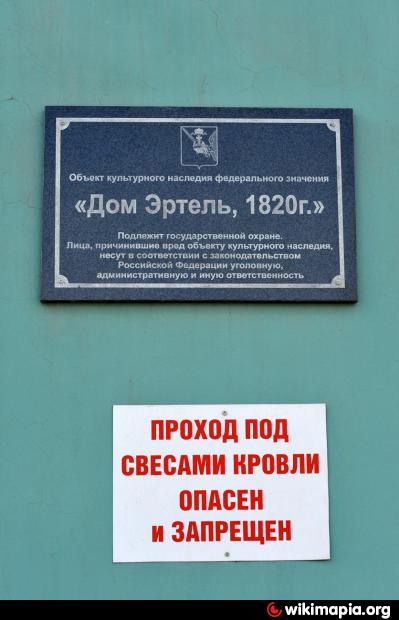 Объект культурного наследия федерального значения
«Дом Эртель, 1820г.»
Подлежит государственной охране.
Лица, причинившие вред объекту культурного наследия,
несут в соответствии с законодательством
Российской Федерации уголовную,
административную и иную ответственность
ПРОХОД ПОД
СВЕСАМИ КРОВЛИ
ОПАСЕН
и ЗАПРЕЩЕН
wikimapia.org